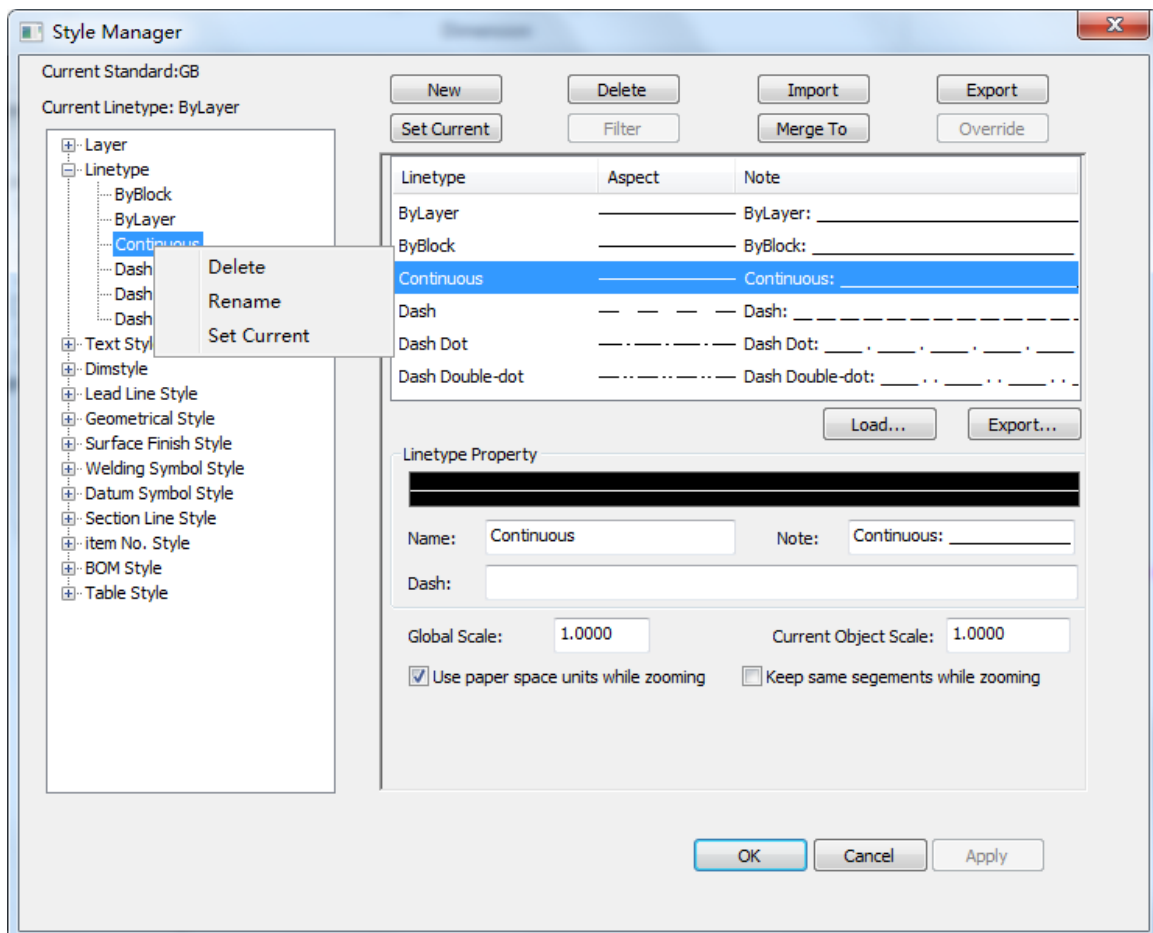 Style Manager
Current Standard:GB
Current Linetype: ByLayer
New Delete Import Export
Set Current Filter Merge To Override
Layer
Linetype
ByBlock
ByLayer
Continuous
Dash
Dash
Dash
Text Styl
Dimstyle
Lead Line Style
Geometrical Style
Surface Finish Style
Welding Symbol Style
Datum Symbol Style
Section Line Style
item No. Style
BOM Style
Table Style
Delete
Rename
Set Current
Linetype Aspect Note
ByLayer ByLayer:
ByBlock ByBlock:
Continuous Continuous:
Dash Dash:
Dash Dot Dash Dot:
Dash Double-dot Dash Double-dot:
Load... Export...
Linetype Property
Name: Continuous Note: Continuous:
Dash:
Global Scale: 1.0000 Current Object Scale: 1.0000
Use paper space units while zooming Keep same segements while zooming
OK Cancel Apply